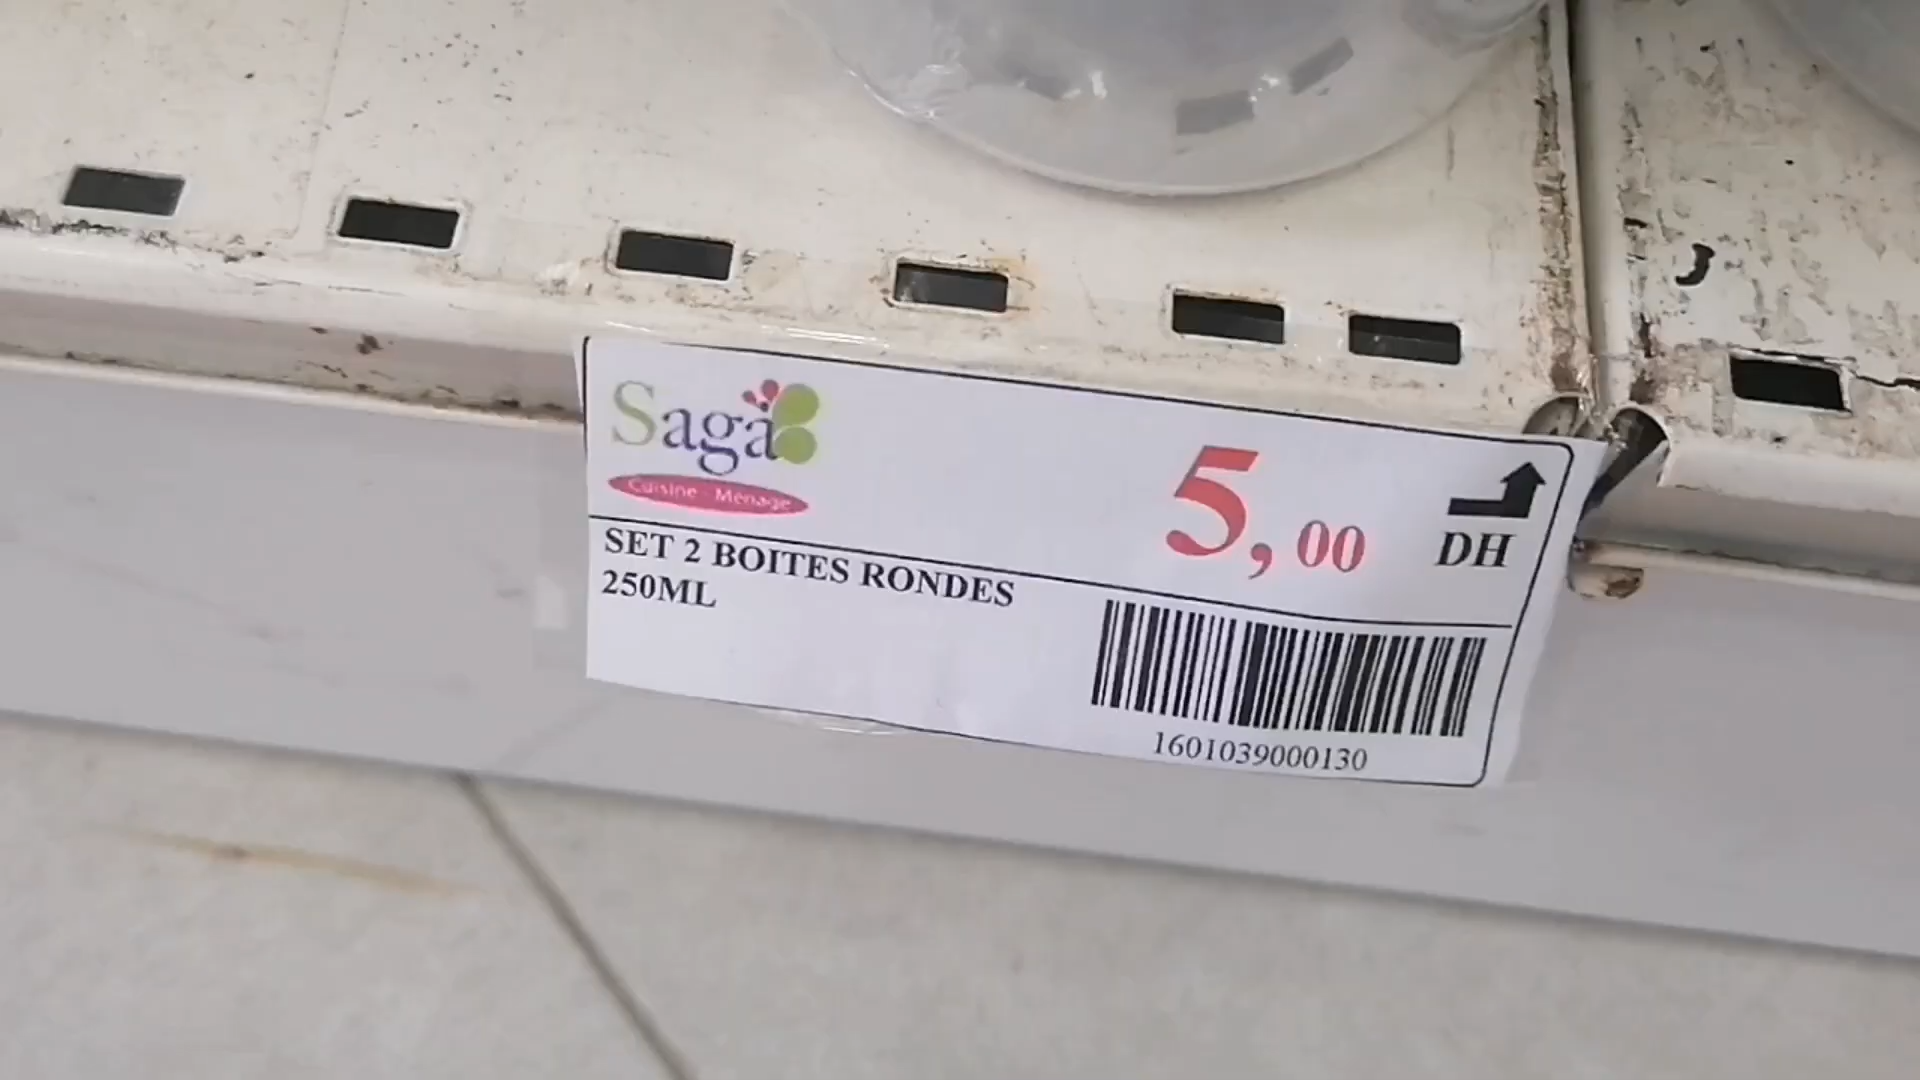 Saga
Cuisine - Ménage
5,00
DH
SET 2 BOITES RONDES
250ML
1601039000130